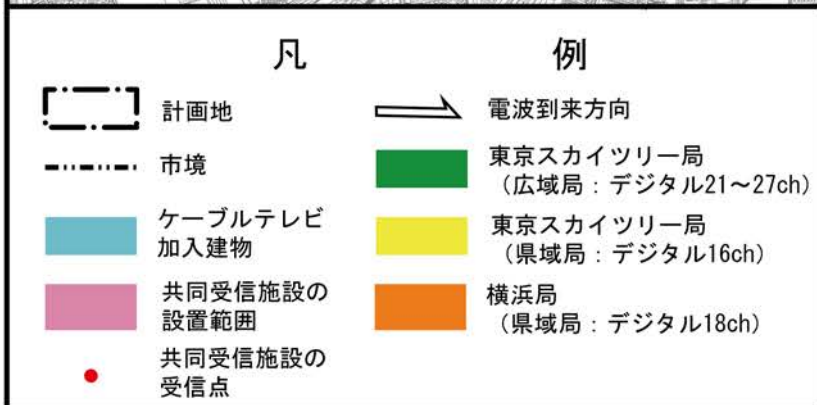 凡 例
計画地
市境
ケーブルテレビ
加入建物
共同受信施設の
設置範囲
共同受信施設の
受信点
電波到来方向
東京スカイツリー局
（広域局：デジタル21～27ch）
東京スカイツリー局
（県域局：デジタル16ch）
横浜局
（県域局：デジタル18ch）